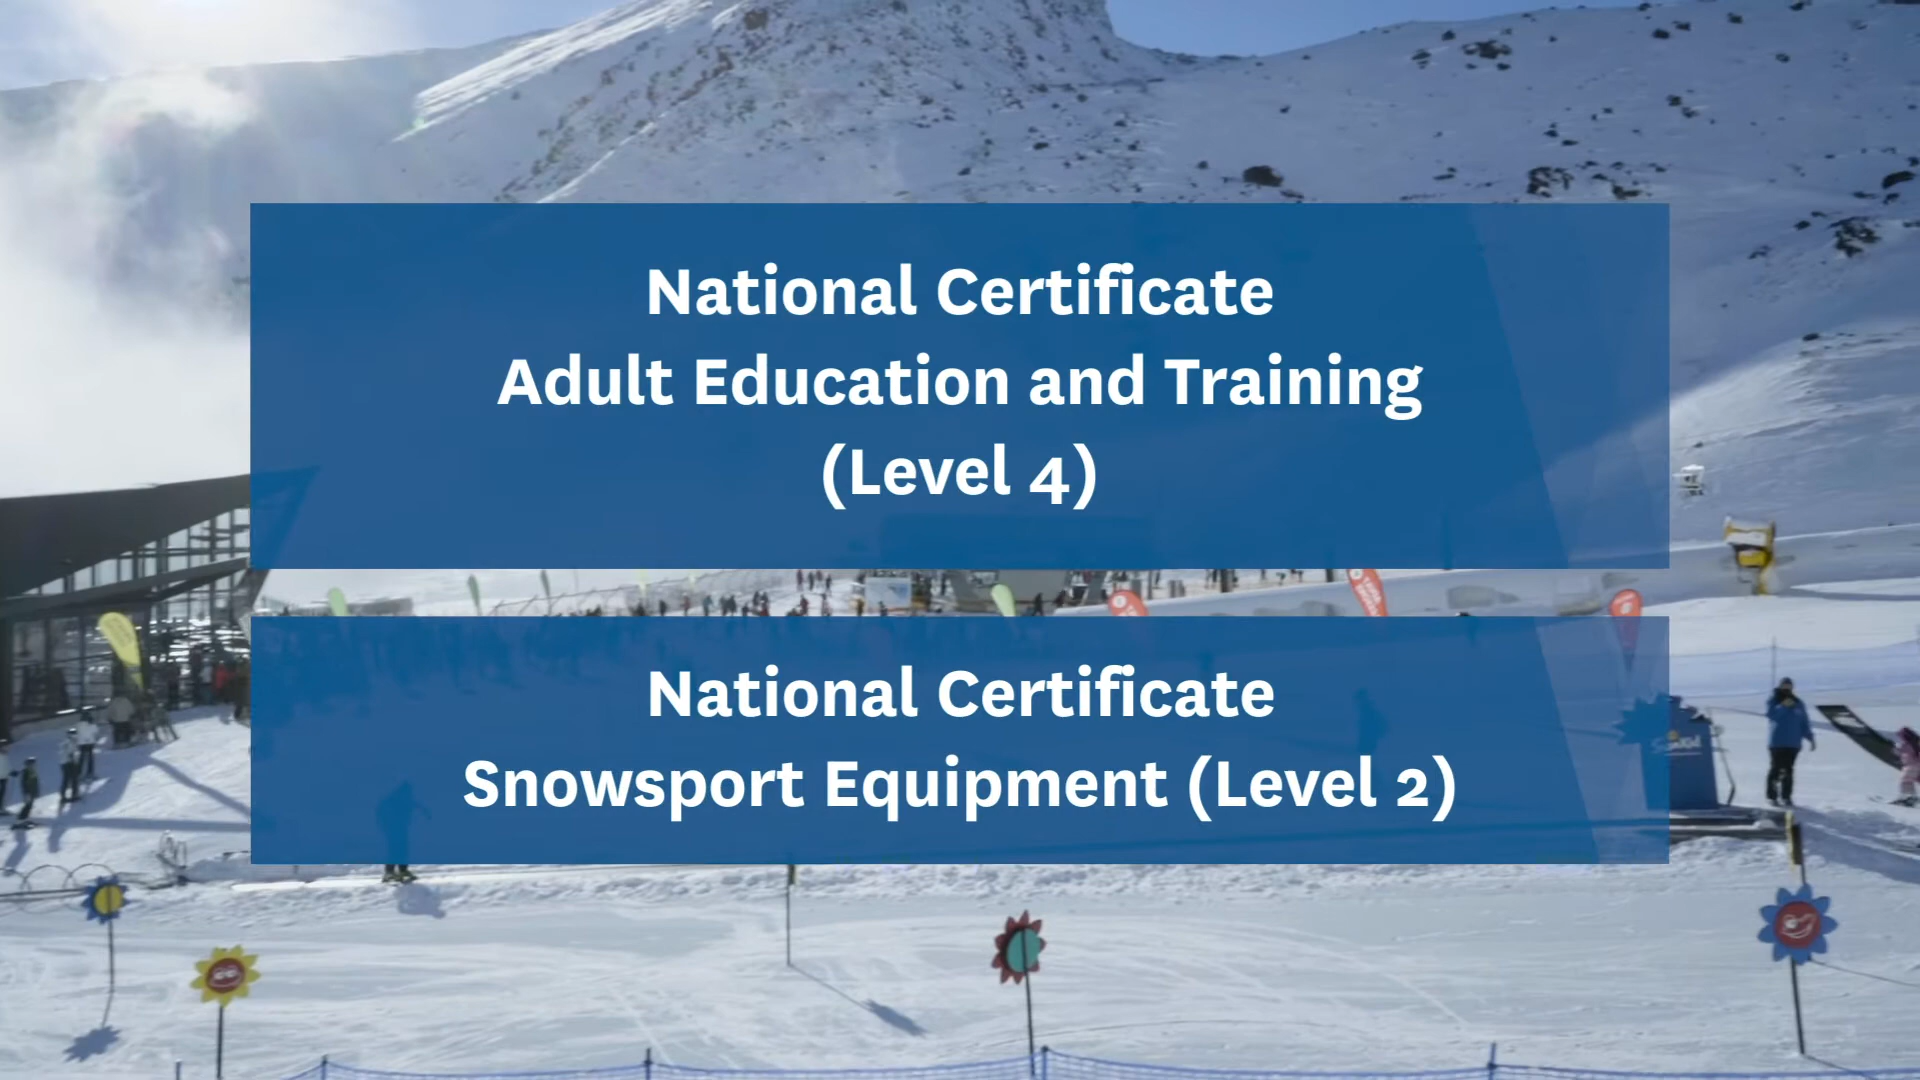 National Certificate
Adult Education and Training
(Level 4)
National Certificate
Snowsport Equipment (Level 2)